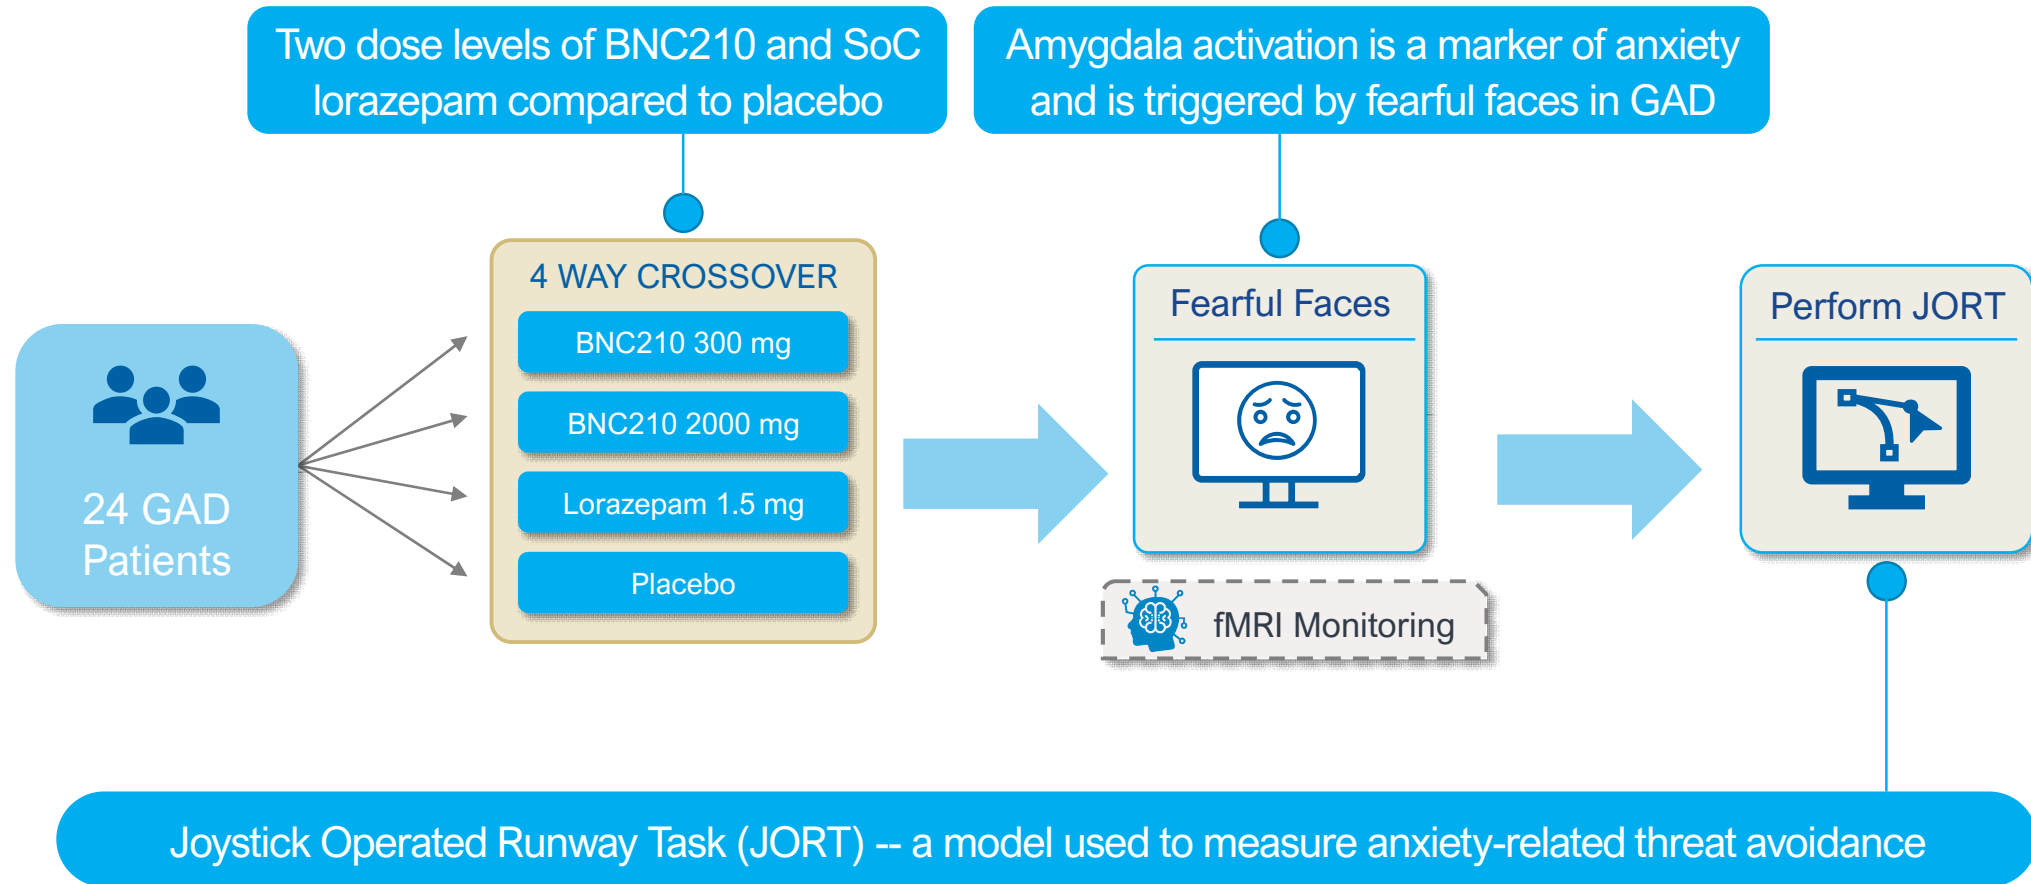 Two dose levels of BNC210 and SoC
lorazepam compared to placebo
Amygdala activation is a marker of anxiety
and is triggered by fearful faces in GAD
24 GAD
Patients
4 WAY CROSSOVER
BNC210 300 mg
BNC210 2000 mg
Lorazepam 1.5 mg
Placebo
Fearful Faces
fMRI Monitoring
Perform JORT
Joystick Operated Runway Task (JORT) -- a model used to measure anxiety-related threat avoidance